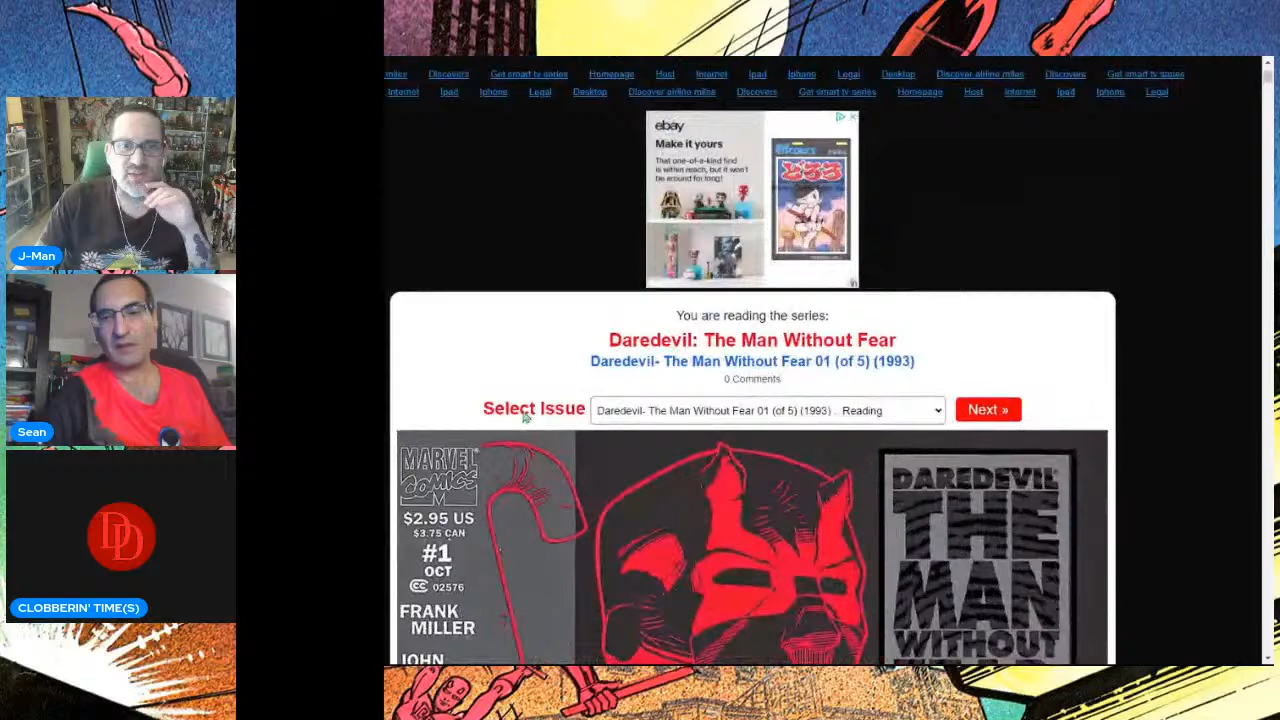 miles Discovers Get smart tv series Homepage Host Internet Ipad Iphone Legal Desktop Discover airline miles Discovers Get smart tv series
Internet Ipad Iphone Legal Desktop Discover airline miles Discovers Get smart tv series Homepage Host Internet Ipad Iphone Legal
ebay
Make it yours
That one-of-a-kind find
is within reach, but it won't
be around for long!
You are reading the series:
Daredevil: The Man Without Fear
Daredevil- The Man Without Fear 01 (of 5) (1993)
0 Comments
Select Issue
Daredevil- The Man Without Fear 01 (of 5) (1993) . Reading
Next »
MARVEL
COMICS
M
$2.95 US
$3.75 CAN
#1
OCT
CC 02576
FRANK
MILLER
JOHN
DAREDEVIL
THE
MAN
WITHOUT
J-Man
Sean
DD
CLOBBERIN' TIME(S)